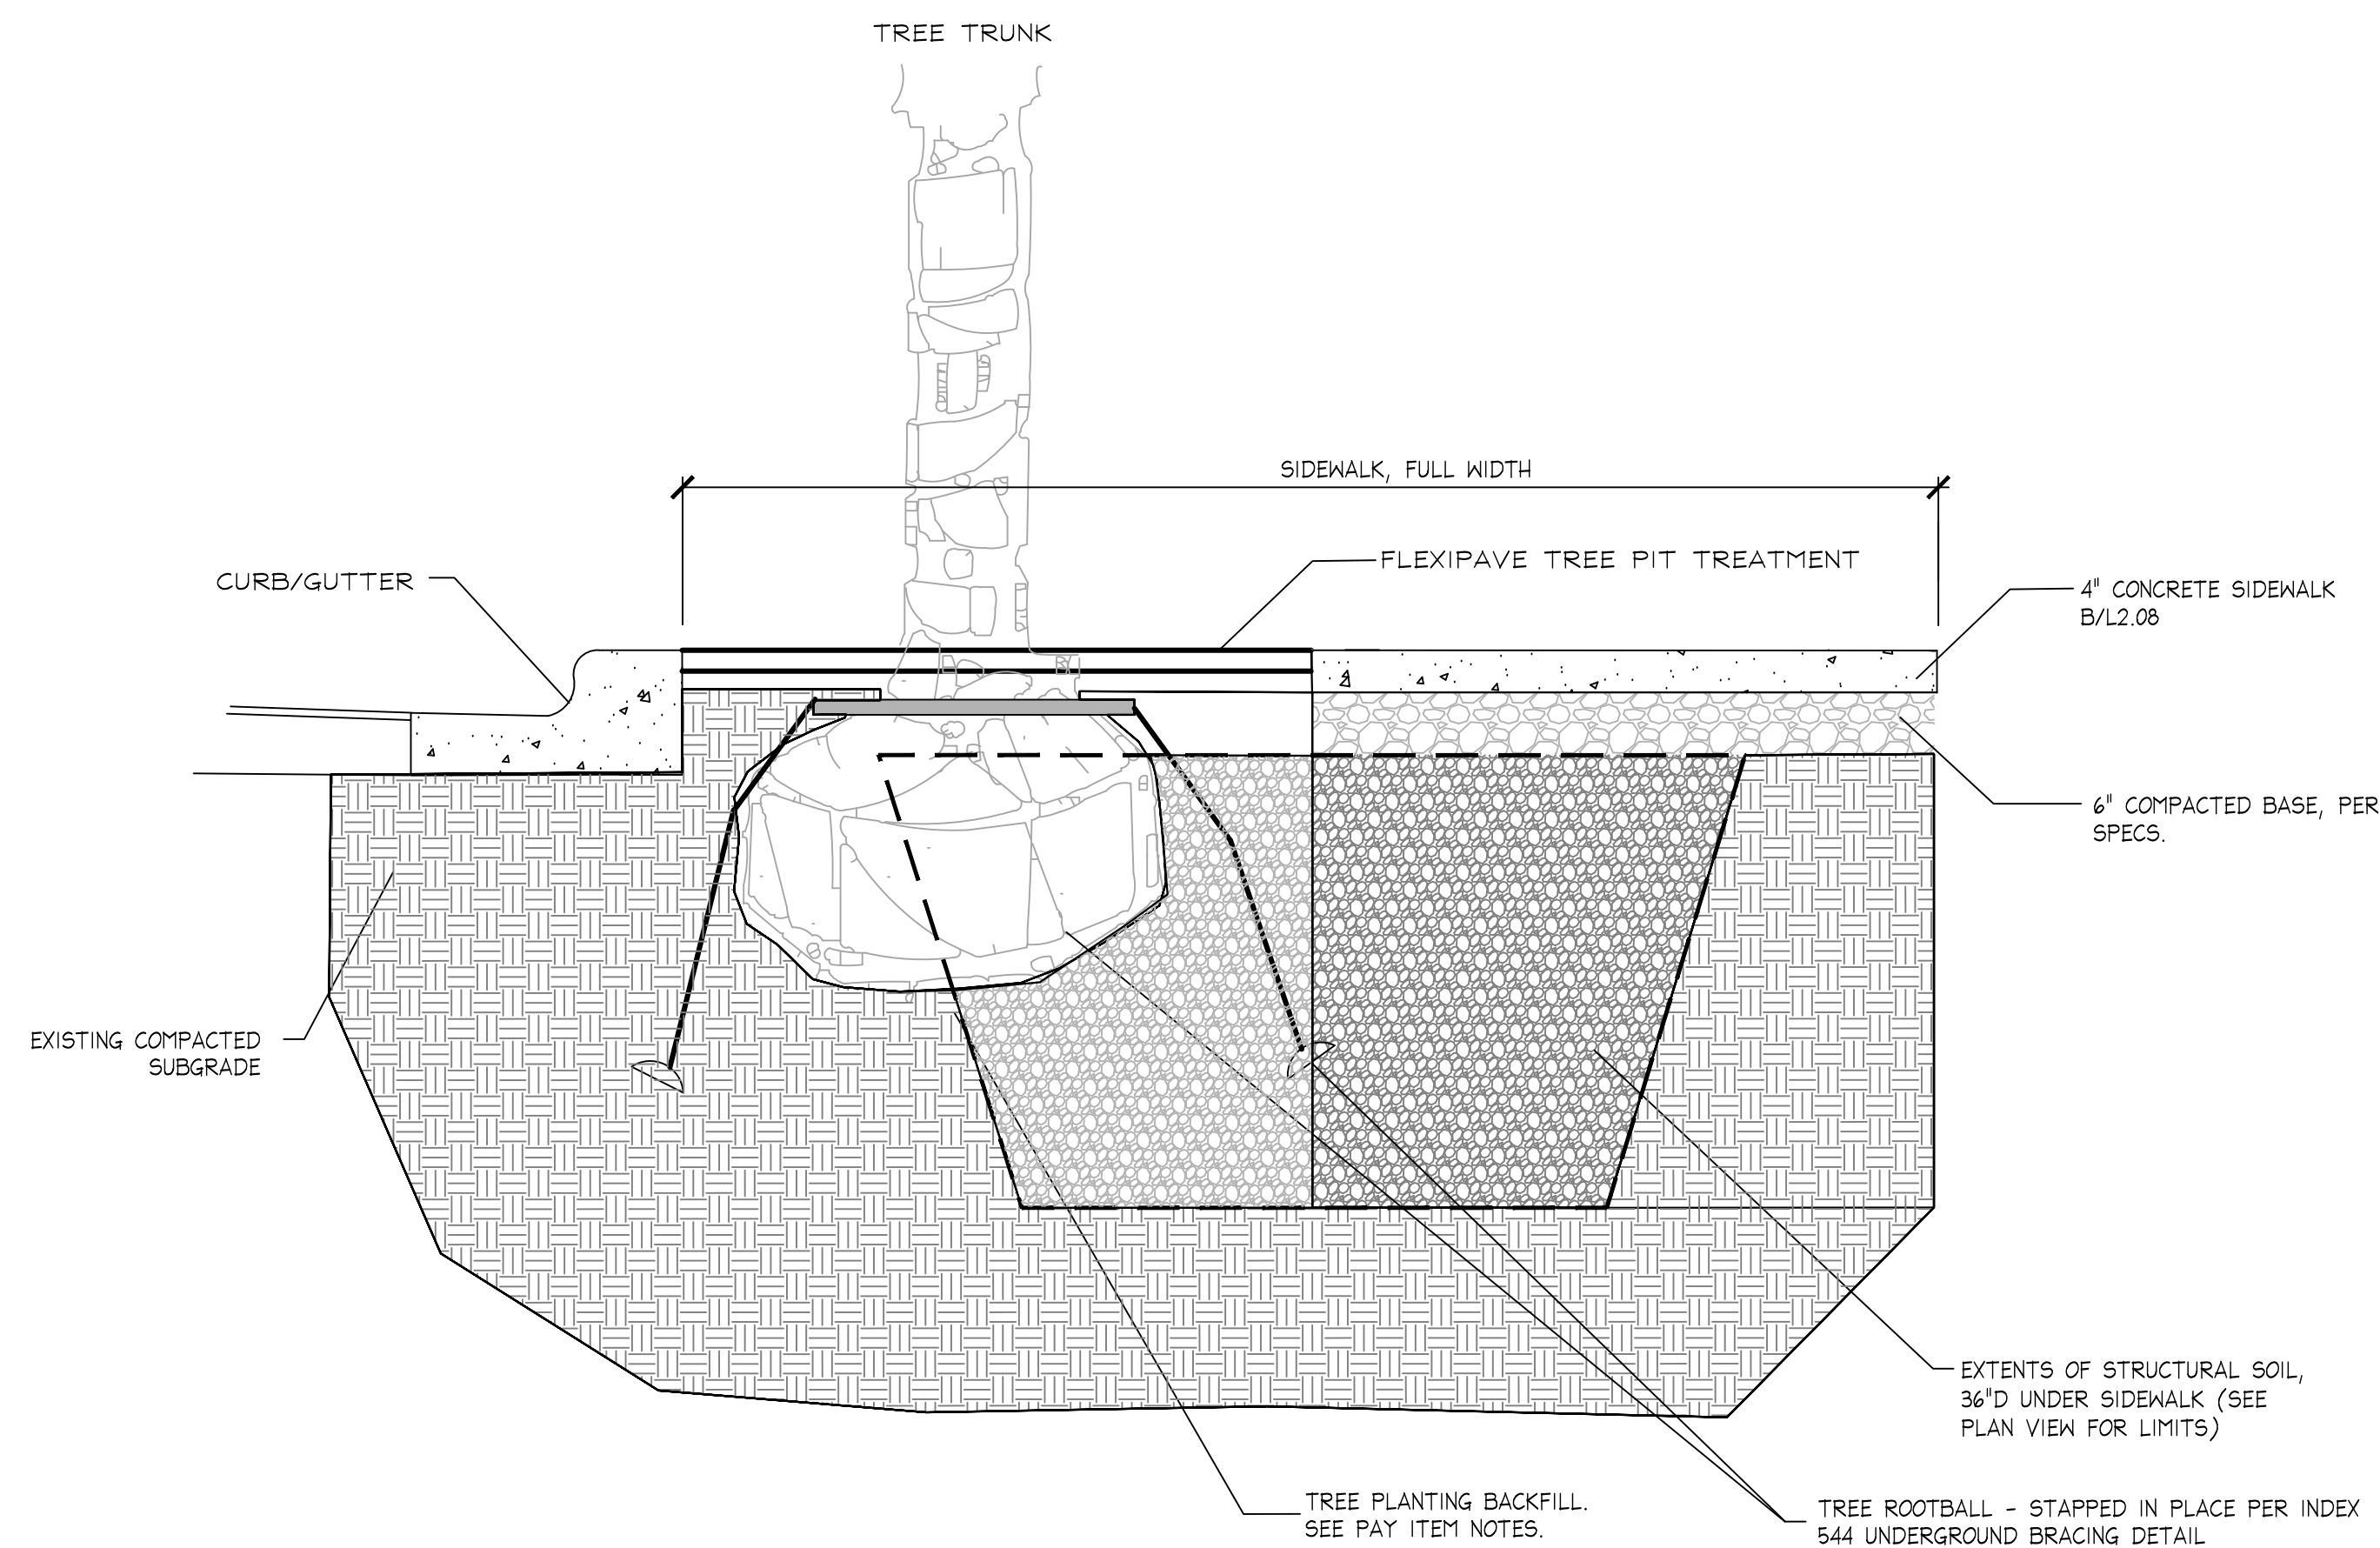 TREE TRUNK
SIDEWALK, FULL WIDTH
FLEXIPAVE TREE PIT TREATMENT
CURB/GUTTER
4" CONCRETE SIDEWALK
B/L2.08
6" COMPACTED BASE, PER
SPECS.
EXISTING COMPACTED
SUBGRADE
EXTENTS OF STRUCTURAL SOIL,
36"D UNDER SIDEWALK (SEE
PLAN VIEW FOR LIMITS)
TREE PLANTING BACKFILL.
SEE PAY ITEM NOTES.
TREE ROOTBALL - STAPPED IN PLACE PER INDEX
544 UNDERGROUND BRACING DETAIL